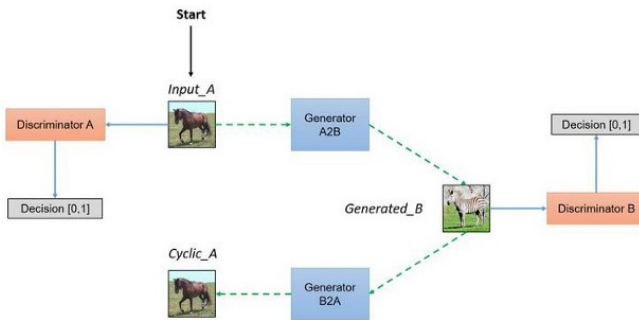 Start
Input_A
Discriminator A
Generator
A2B
Decision [0,1]
Decision [0,1]
Generated_B
Discriminator B
Cyclic_A
Generator
B2A